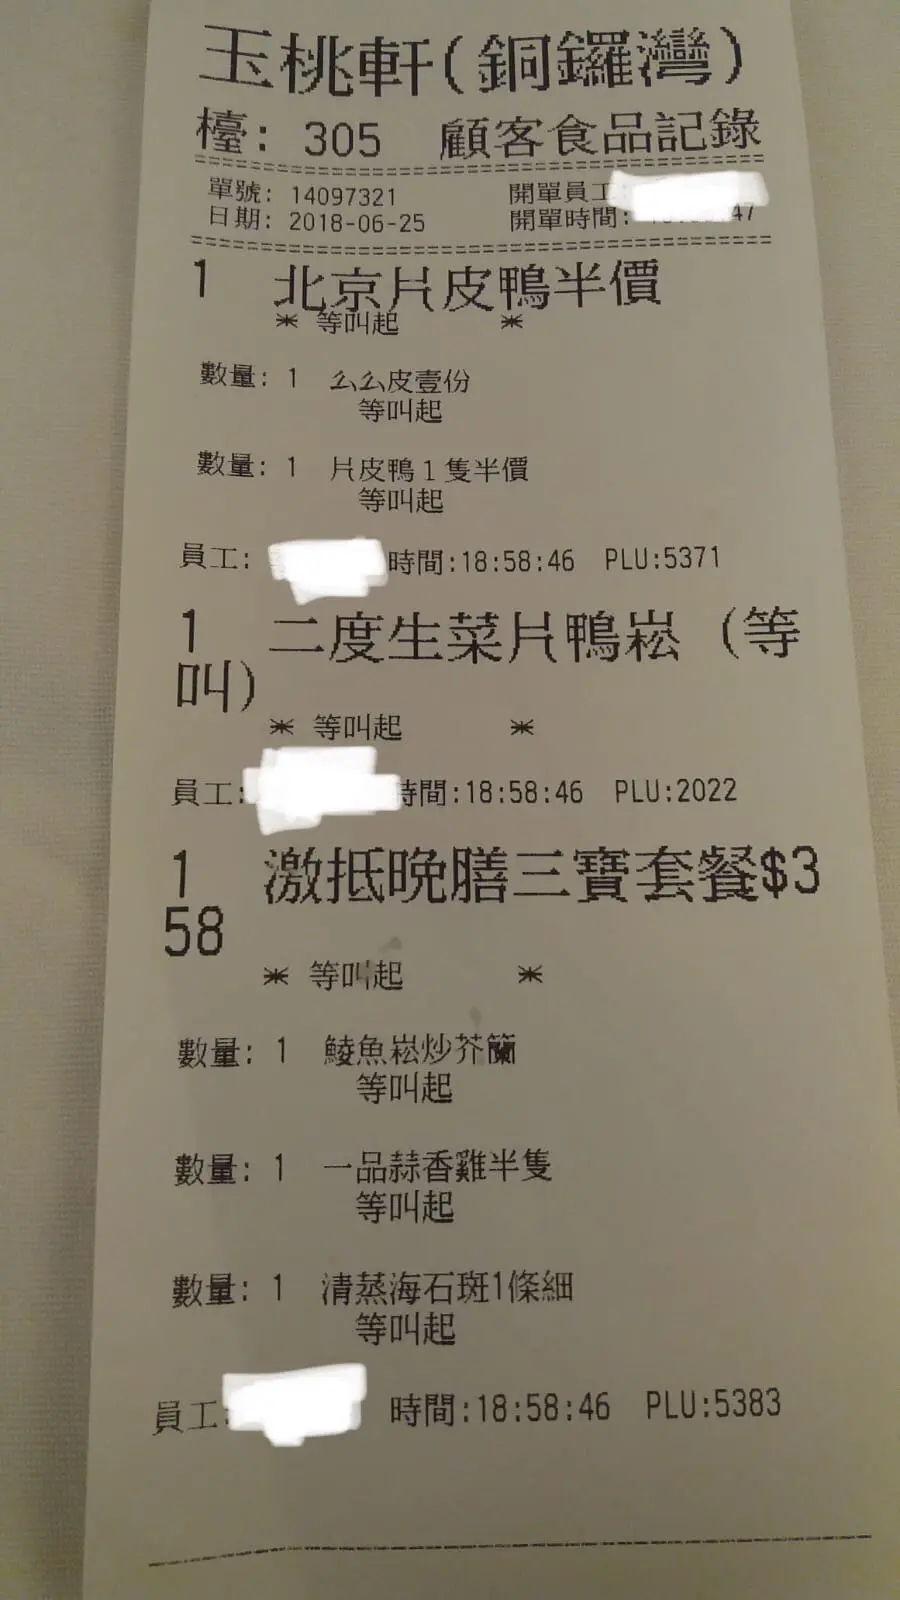 玉桃軒(銅鑼灣)
檯: 305 顧客食品記錄
單號: 14097321 開單員工
日期: 2018-06-25 開單時間: 47
1 北京片皮鴨半價
* 等叫起 *
數量: 1 么么皮壹份
等叫起
數量: 1 片皮鴨1隻半價
等叫起
員工: 時間:18:58:46 PLU:5371
1 二度生菜片鴨崧 (等
叫)
* 等叫起 *
員工: 時間:18:58:46 PLU:2022
1 激抵晚膳三寶套餐$3
58
* 等叫起 *
數量: 1 鯪魚崧炒芥蘭
等叫起
數量: 1 一品蒜香雞半隻
等叫起
數量: 1 清蒸海石斑1條細
等叫起
員工: 時間:18:58:46 PLU:5383